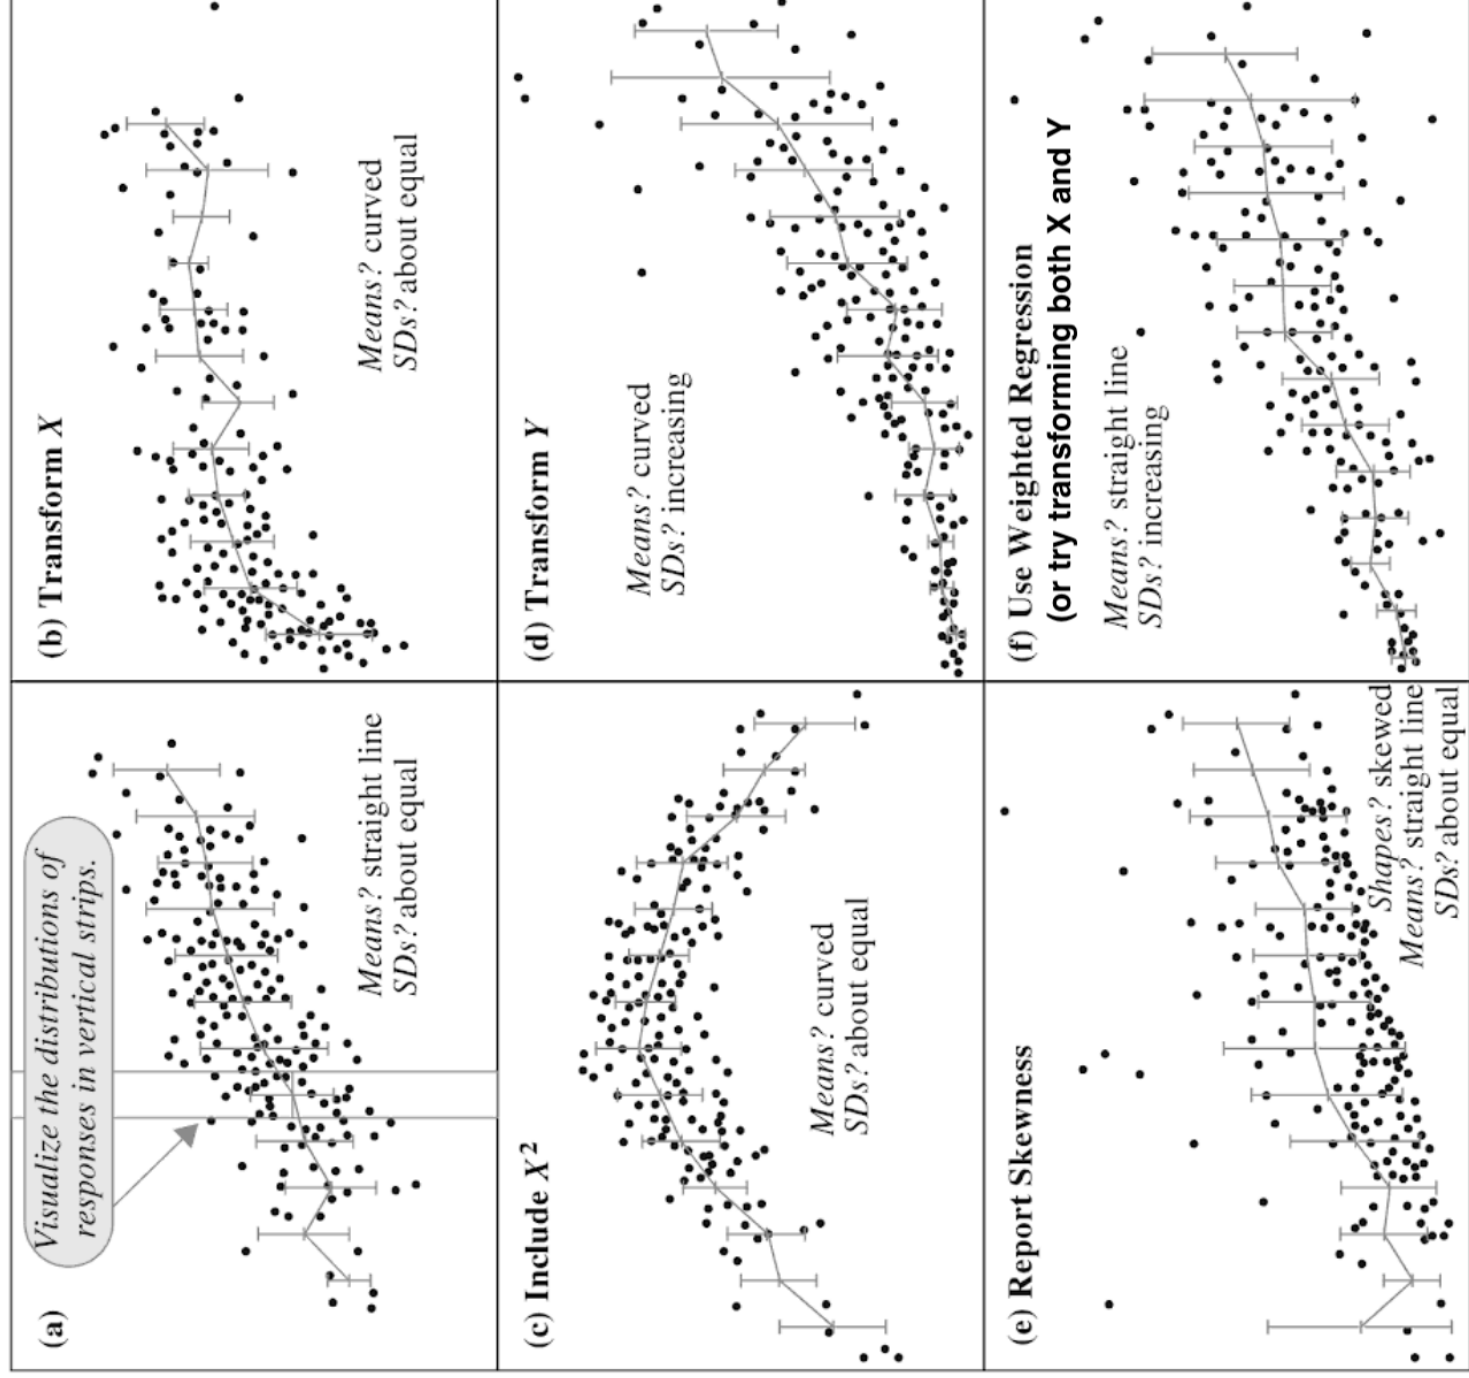 (a)
Visualize the distributions of
responses in vertical strips.
Means? straight line
SDs? about equal
(b) Transform X
Means? curved
SDs? about equal
(c) Include X²
Means? curved
SDs? about equal
(d) Transform Y
Means? curved
SDs? increasing
(e) Report Skewness
Shapes? skewed
Means? straight line
SDs? about equal
(f) Use Weighted Regression
(or try transforming both X and Y
Means? straight line
SDs? increasing